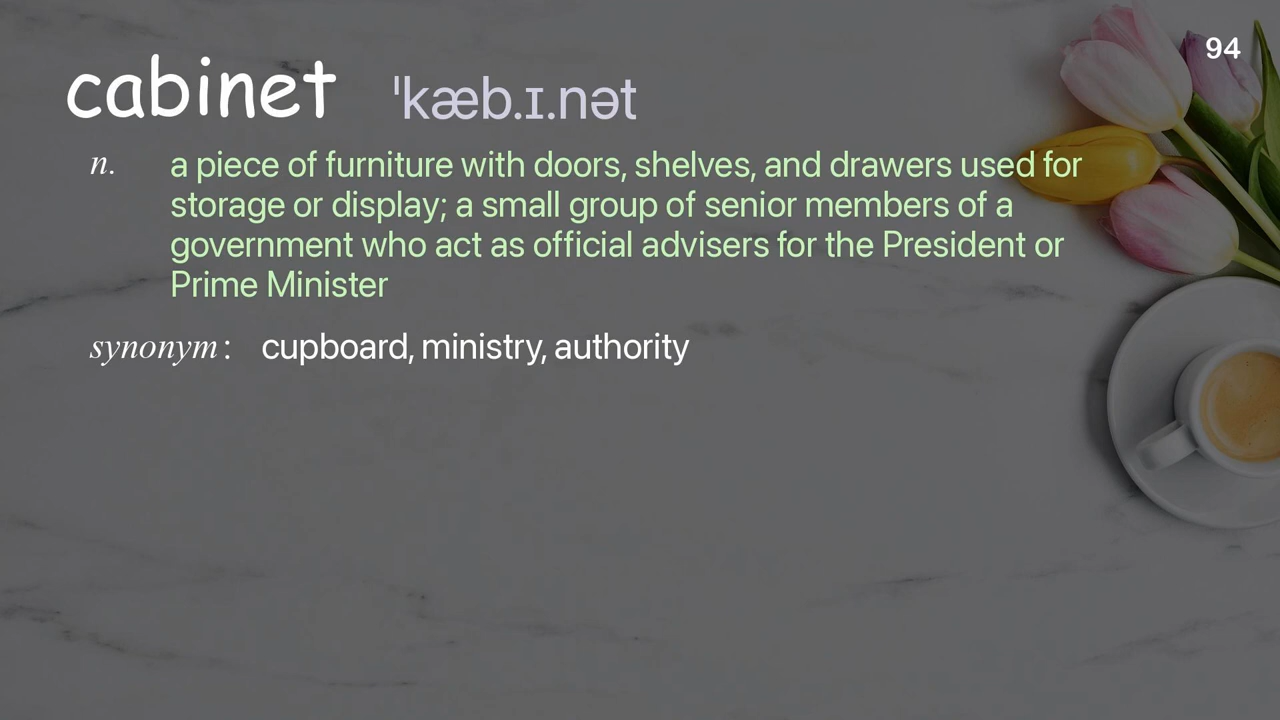 94
cabinet ˈkæb.ɪ.nət
n. a piece of furniture with doors, shelves, and drawers used for
storage or display; a small group of senior members of a
government who act as official advisers for the President or
Prime Minister
synonym : cupboard, ministry, authority